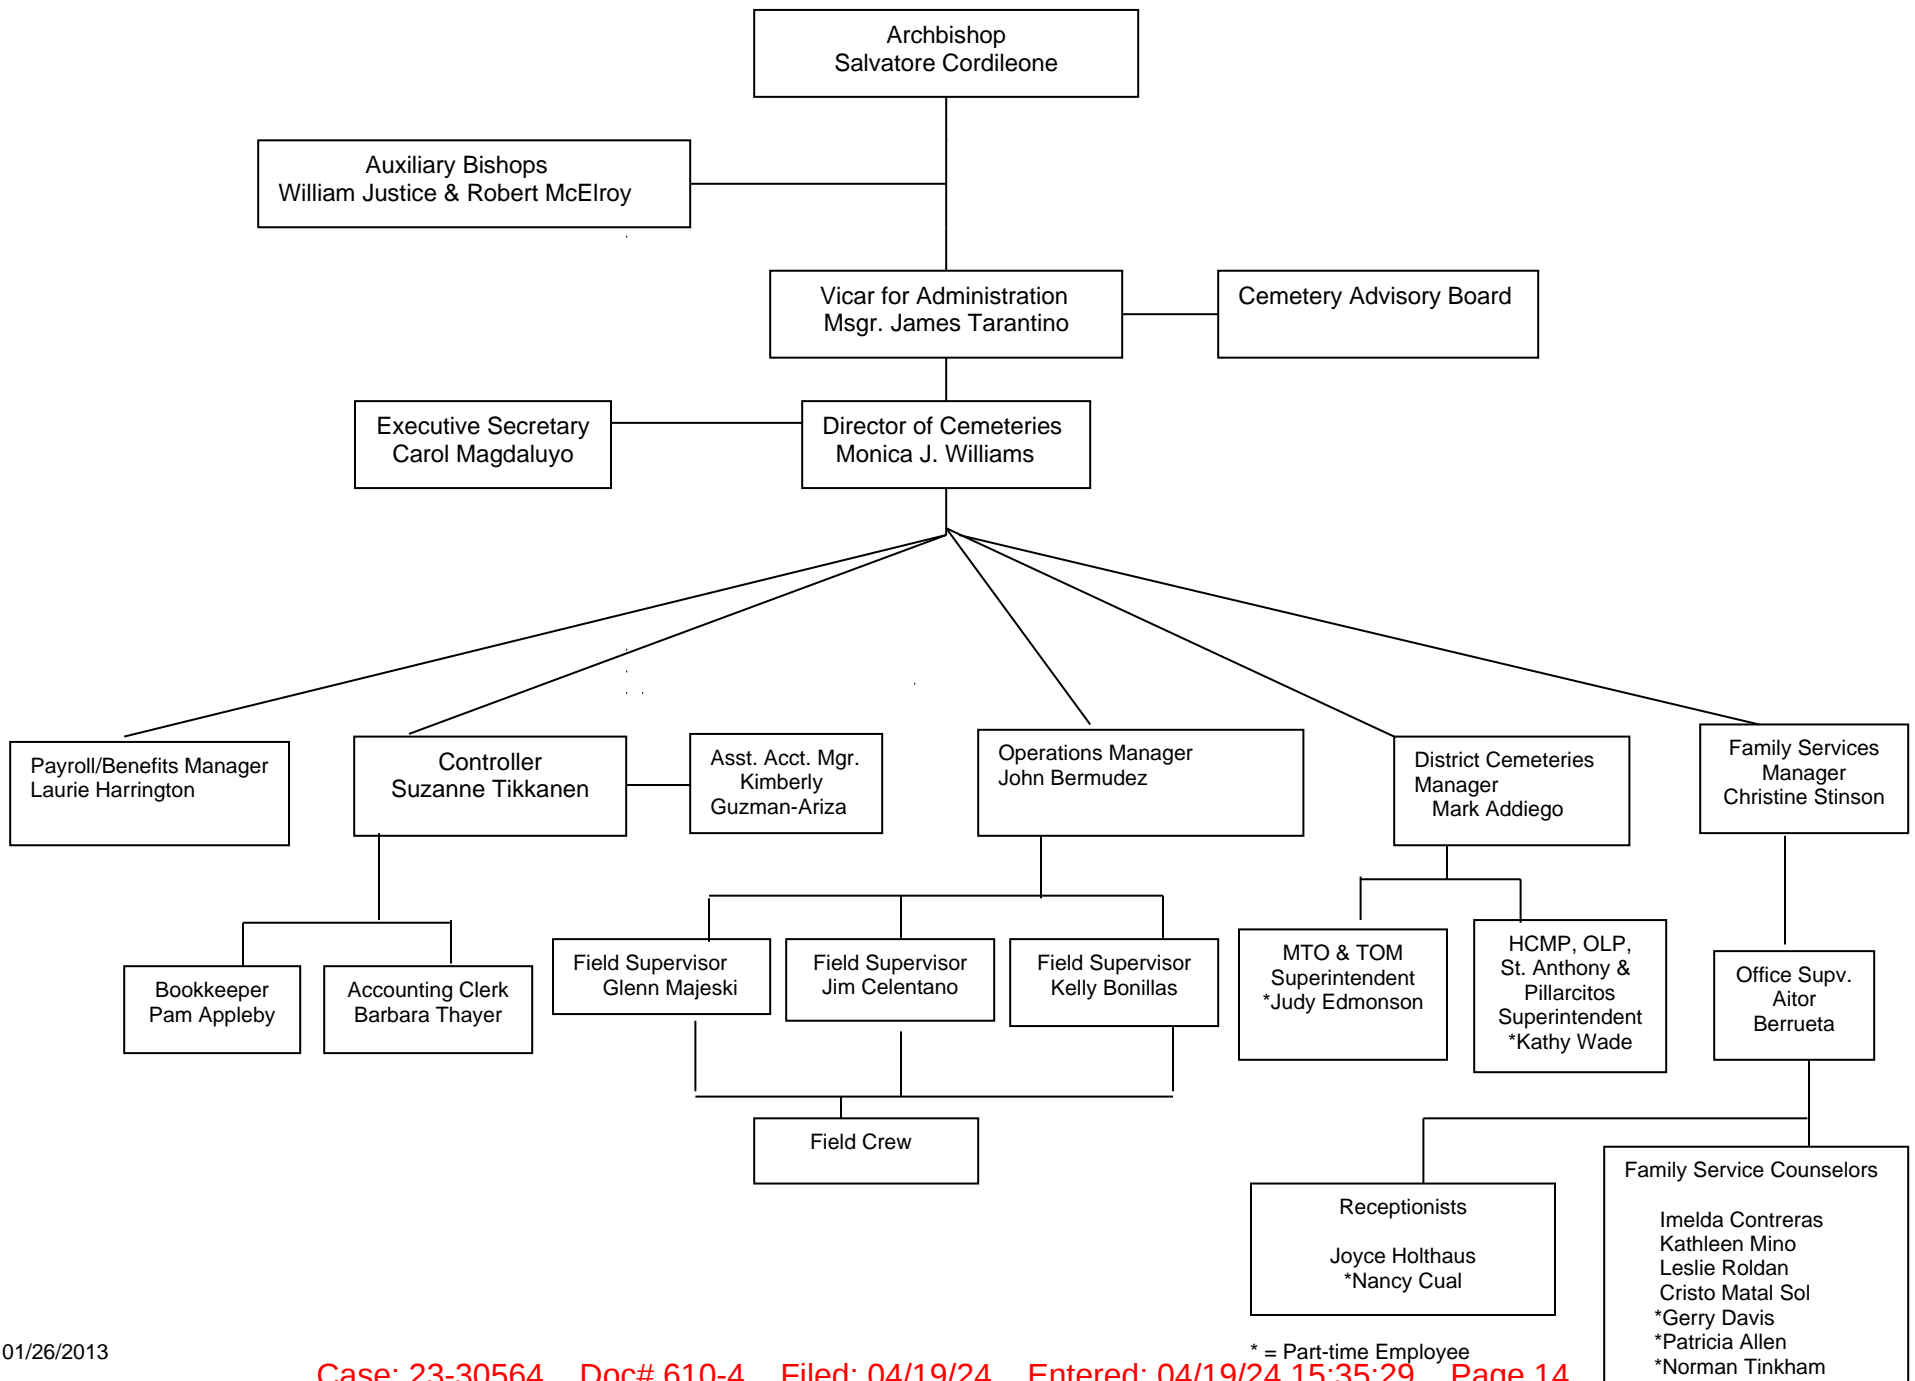 Archbishop
Salvatore Cordileone
Auxiliary Bishops
William Justice & Robert McElroy
Vicar for Administration
Msgr. James Tarantino
Cemetery Advisory Board
Executive Secretary
Carol Magdaluyo
Director of Cemeteries
Monica J. Williams
Payroll/Benefits Manager
Laurie Harrington
Controller
Suzanne Tikkanen
Asst. Acct. Mgr.
Kimberly
Guzman-Ariza
Operations Manager
John Bermudez
District Cemeteries
Manager
Mark Addiego
Family Services
Manager
Christine Stinson
Bookkeeper
Pam Appleby
Accounting Clerk
Barbara Thayer
Field Supervisor
Glenn Majeski
Field Supervisor
Jim Celentano
Field Supervisor
Kelly Bonillas
MTO & TOM
Superintendent
*Judy Edmonson
HCMP, OLP,
St. Anthony &
Pillarcitos
Superintendent
*Kathy Wade
Office Supv.
Aitor
Berrueta
Field Crew
Receptionists
Joyce Holthaus
*Nancy Cual
Family Service Counselors
Imelda Contreras
Kathleen Mino
Leslie Roldan
Cristo Matal Sol
*Gerry Davis
*Patricia Allen
*Norman Tinkham
* = Part-time Employee
01/26/2013
Case: 23-30564 Doc# 610-4 Filed: 04/19/24 Entered: 04/19/24 15:35:29 Page 14